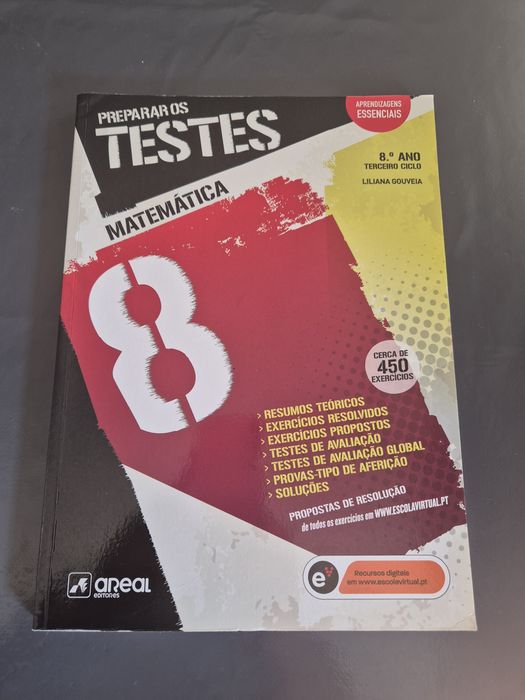 PREPARAR OS
TESTES
MATEMÁTICA
APRENDIZAGENS
ESSENCIAIS
8.º ANO
TERCEIRO CICLO
LILIANA GOUVEIA
8
CERCA DE
450
EXERCÍCIOS
> RESUMOS TEÓRICOS
> EXERCÍCIOS RESOLVIDOS
> EXERCÍCIOS PROPOSTOS
> TESTES DE AVALIAÇÃO
> TESTES DE AVALIAÇÃO GLOBAL
> PROVAS-TIPO DE AFERIÇÃO
> SOLUÇÕES
PROPOSTAS DE RESOLUÇÃO
de todos os exercícios em WWW.ESCOLAVIRTUAL.PT
areal
editores
e
Recursos digitais
em www.escolavirtual.pt